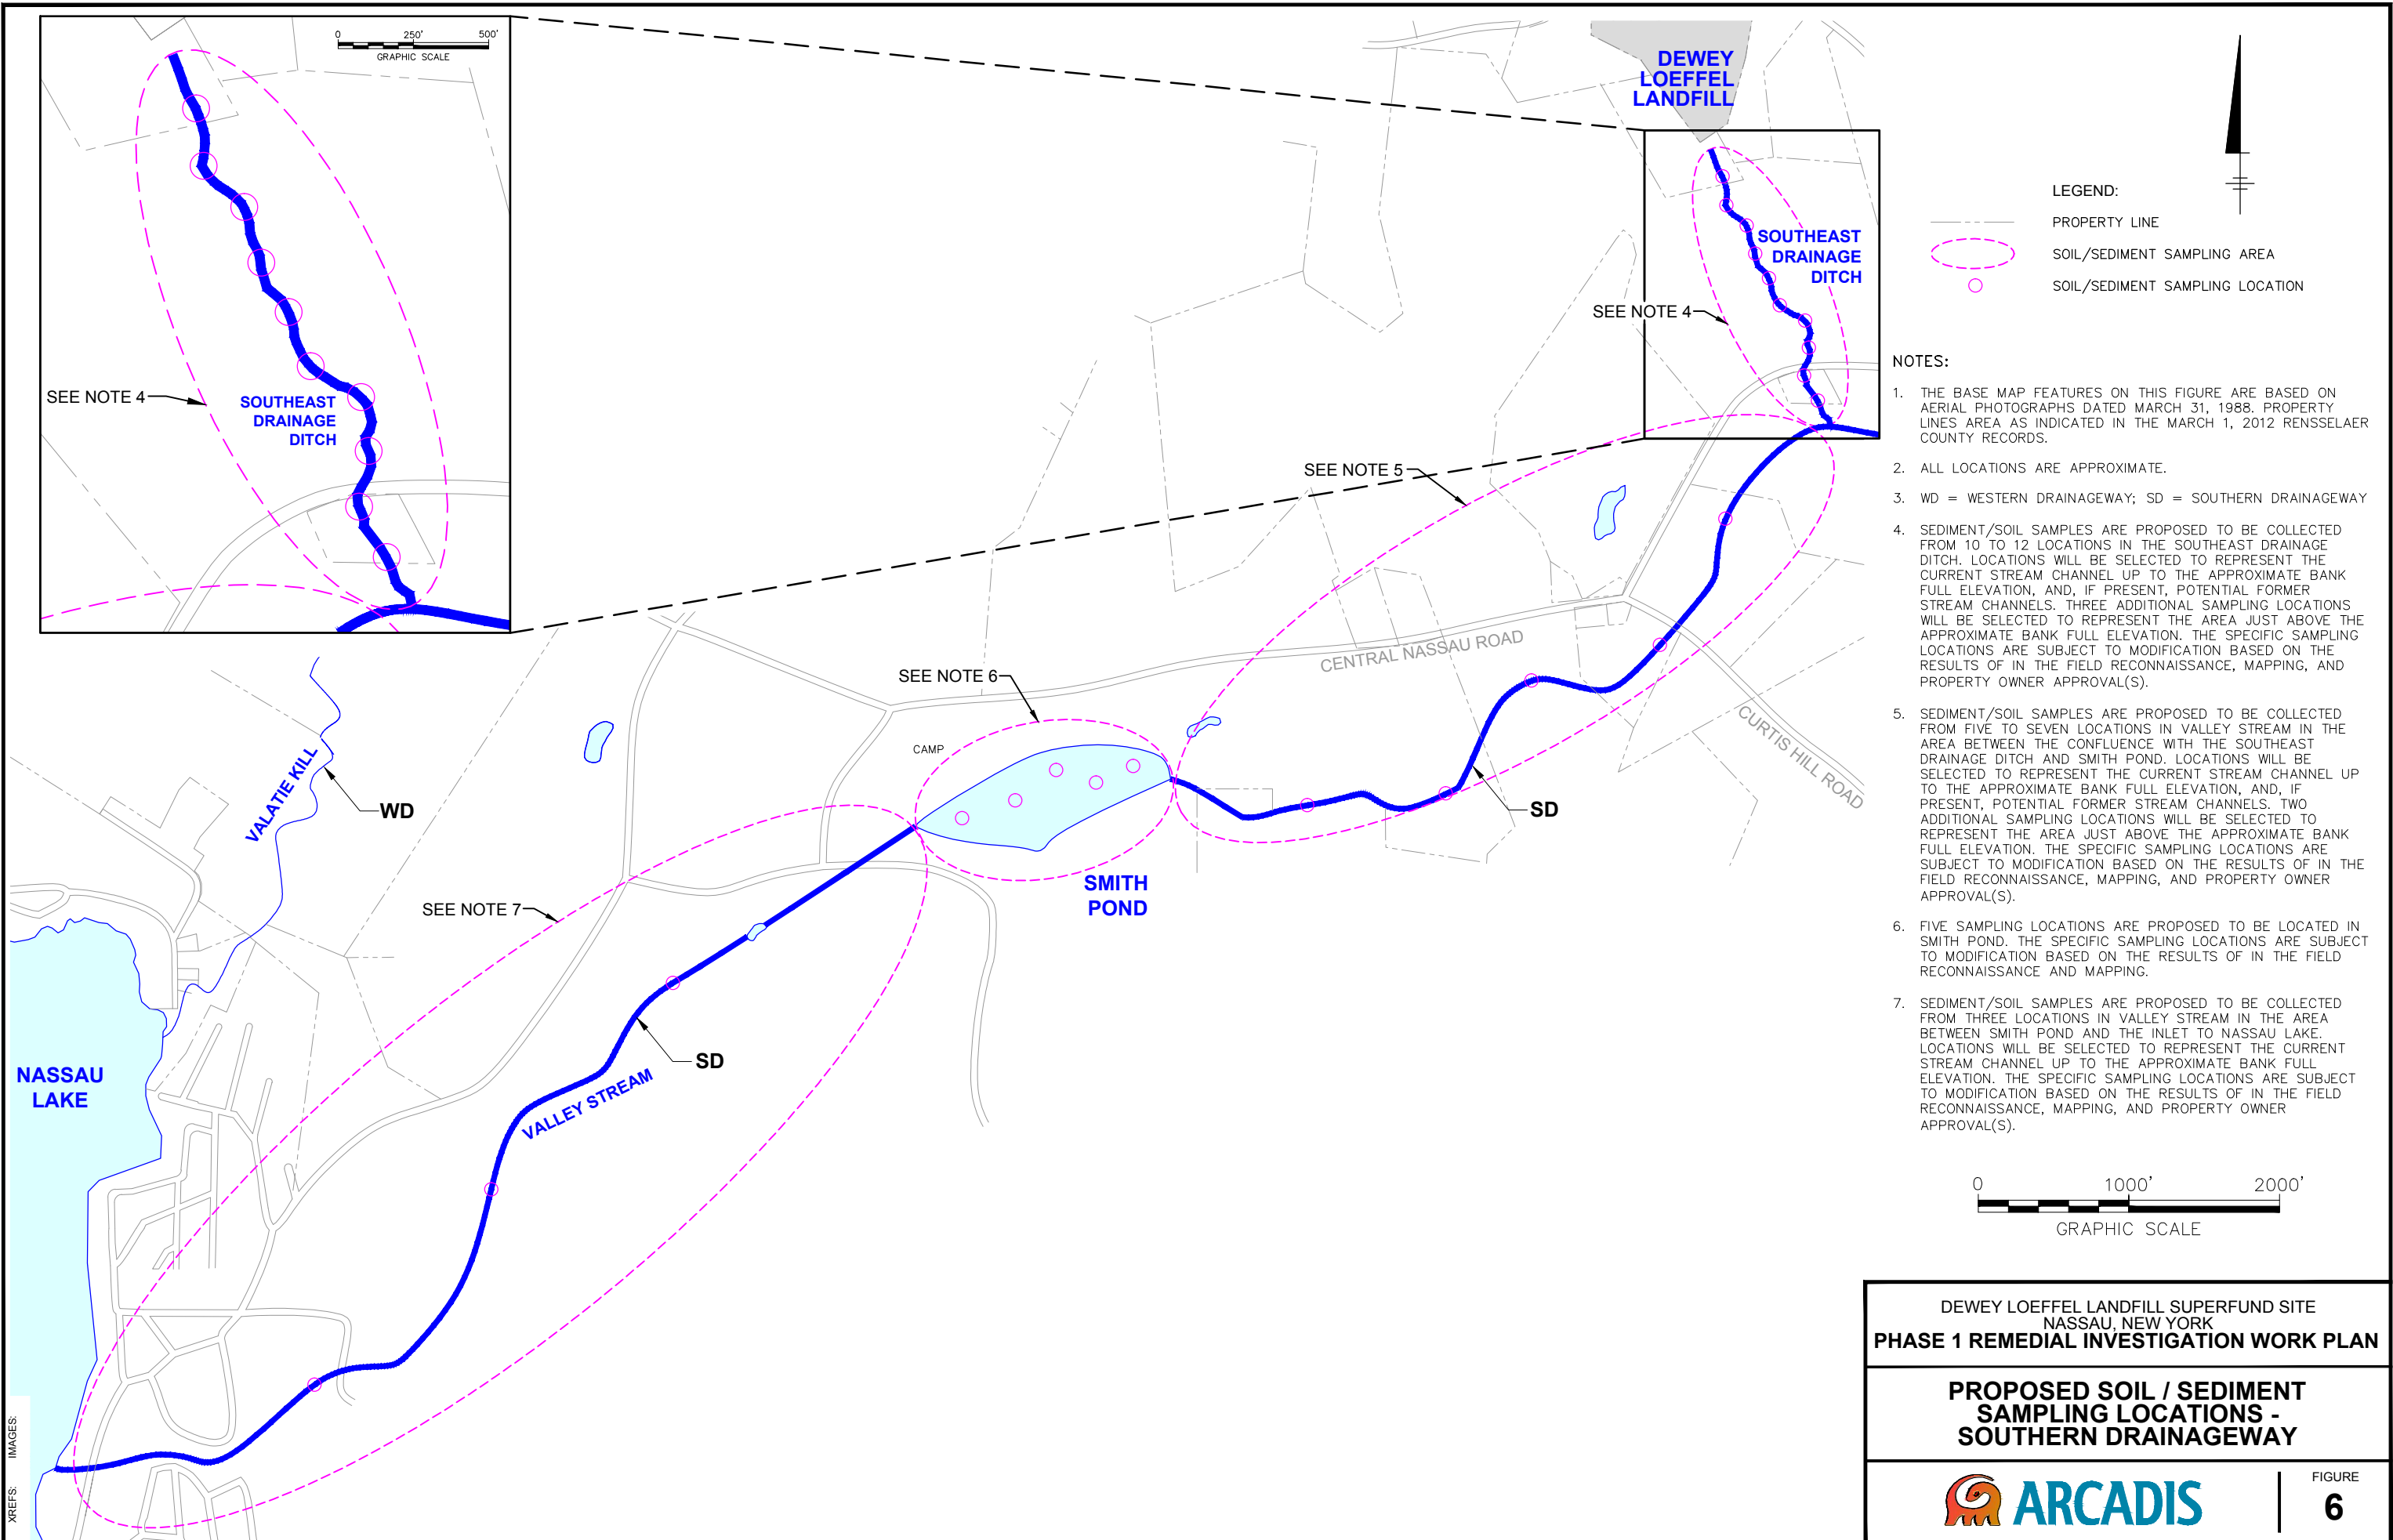 0 250' 500'
GRAPHIC SCALE
SEE NOTE 4
SOUTHEAST
DRAINAGE
DITCH
DEWEY
LOEFFEL
LANDFILL
SOUTHEAST
DRAINAGE
DITCH
SEE NOTE 4
SEE NOTE 5
CENTRAL NASSAU ROAD
CURTIS HILL ROAD
SEE NOTE 6
CAMP
SMITH
POND
SD
VALATIE KILL
WD
SEE NOTE 7
SD
VALLEY STREAM
NASSAU
LAKE
IMAGES:
XREFS:
LEGEND:
PROPERTY LINE
SOIL/SEDIMENT SAMPLING AREA
SOIL/SEDIMENT SAMPLING LOCATION
NOTES:
1. THE BASE MAP FEATURES ON THIS FIGURE ARE BASED ON
AERIAL PHOTOGRAPHS DATED MARCH 31, 1988. PROPERTY
LINES AREA AS INDICATED IN THE MARCH 1, 2012 RENSSELAER
COUNTY RECORDS.
2. ALL LOCATIONS ARE APPROXIMATE.
3. WD = WESTERN DRAINAGEWAY; SD = SOUTHERN DRAINAGEWAY
4. SEDIMENT/SOIL SAMPLES ARE PROPOSED TO BE COLLECTED
FROM 10 TO 12 LOCATIONS IN THE SOUTHEAST DRAINAGE
DITCH. LOCATIONS WILL BE SELECTED TO REPRESENT THE
CURRENT STREAM CHANNEL UP TO THE APPROXIMATE BANK
FULL ELEVATION, AND, IF PRESENT, POTENTIAL FORMER
STREAM CHANNELS. THREE ADDITIONAL SAMPLING LOCATIONS
WILL BE SELECTED TO REPRESENT THE AREA JUST ABOVE THE
APPROXIMATE BANK FULL ELEVATION. THE SPECIFIC SAMPLING
LOCATIONS ARE SUBJECT TO MODIFICATION BASED ON THE
RESULTS OF IN THE FIELD RECONNAISSANCE, MAPPING, AND
PROPERTY OWNER APPROVAL(S).
5. SEDIMENT/SOIL SAMPLES ARE PROPOSED TO BE COLLECTED
FROM FIVE TO SEVEN LOCATIONS IN VALLEY STREAM IN THE
AREA BETWEEN THE CONFLUENCE WITH THE SOUTHEAST
DRAINAGE DITCH AND SMITH POND. LOCATIONS WILL BE
SELECTED TO REPRESENT THE CURRENT STREAM CHANNEL UP
TO THE APPROXIMATE BANK FULL ELEVATION, AND, IF
PRESENT, POTENTIAL FORMER STREAM CHANNELS. TWO
ADDITIONAL SAMPLING LOCATIONS WILL BE SELECTED TO
REPRESENT THE AREA JUST ABOVE THE APPROXIMATE BANK
FULL ELEVATION. THE SPECIFIC SAMPLING LOCATIONS ARE
SUBJECT TO MODIFICATION BASED ON THE RESULTS OF IN THE
FIELD RECONNAISSANCE, MAPPING, AND PROPERTY OWNER
APPROVAL(S).
6. FIVE SAMPLING LOCATIONS ARE PROPOSED TO BE LOCATED IN
SMITH POND. THE SPECIFIC SAMPLING LOCATIONS ARE SUBJECT
TO MODIFICATION BASED ON THE RESULTS OF IN THE FIELD
RECONNAISSANCE AND MAPPING.
7. SEDIMENT/SOIL SAMPLES ARE PROPOSED TO BE COLLECTED
FROM THREE LOCATIONS IN VALLEY STREAM IN THE AREA
BETWEEN SMITH POND AND THE INLET TO NASSAU LAKE.
LOCATIONS WILL BE SELECTED TO REPRESENT THE CURRENT
STREAM CHANNEL UP TO THE APPROXIMATE BANK FULL
ELEVATION. THE SPECIFIC SAMPLING LOCATIONS ARE SUBJECT
TO MODIFICATION BASED ON THE RESULTS OF IN THE FIELD
RECONNAISSANCE, MAPPING, AND PROPERTY OWNER
APPROVAL(S).
0 1000' 2000'
GRAPHIC SCALE
DEWEY LOEFFEL LANDFILL SUPERFUND SITE
NASSAU, NEW YORK
PHASE 1 REMEDIAL INVESTIGATION WORK PLAN
PROPOSED SOIL / SEDIMENT
SAMPLING LOCATIONS -
SOUTHERN DRAINAGEWAY
ARCADIS
FIGURE
6